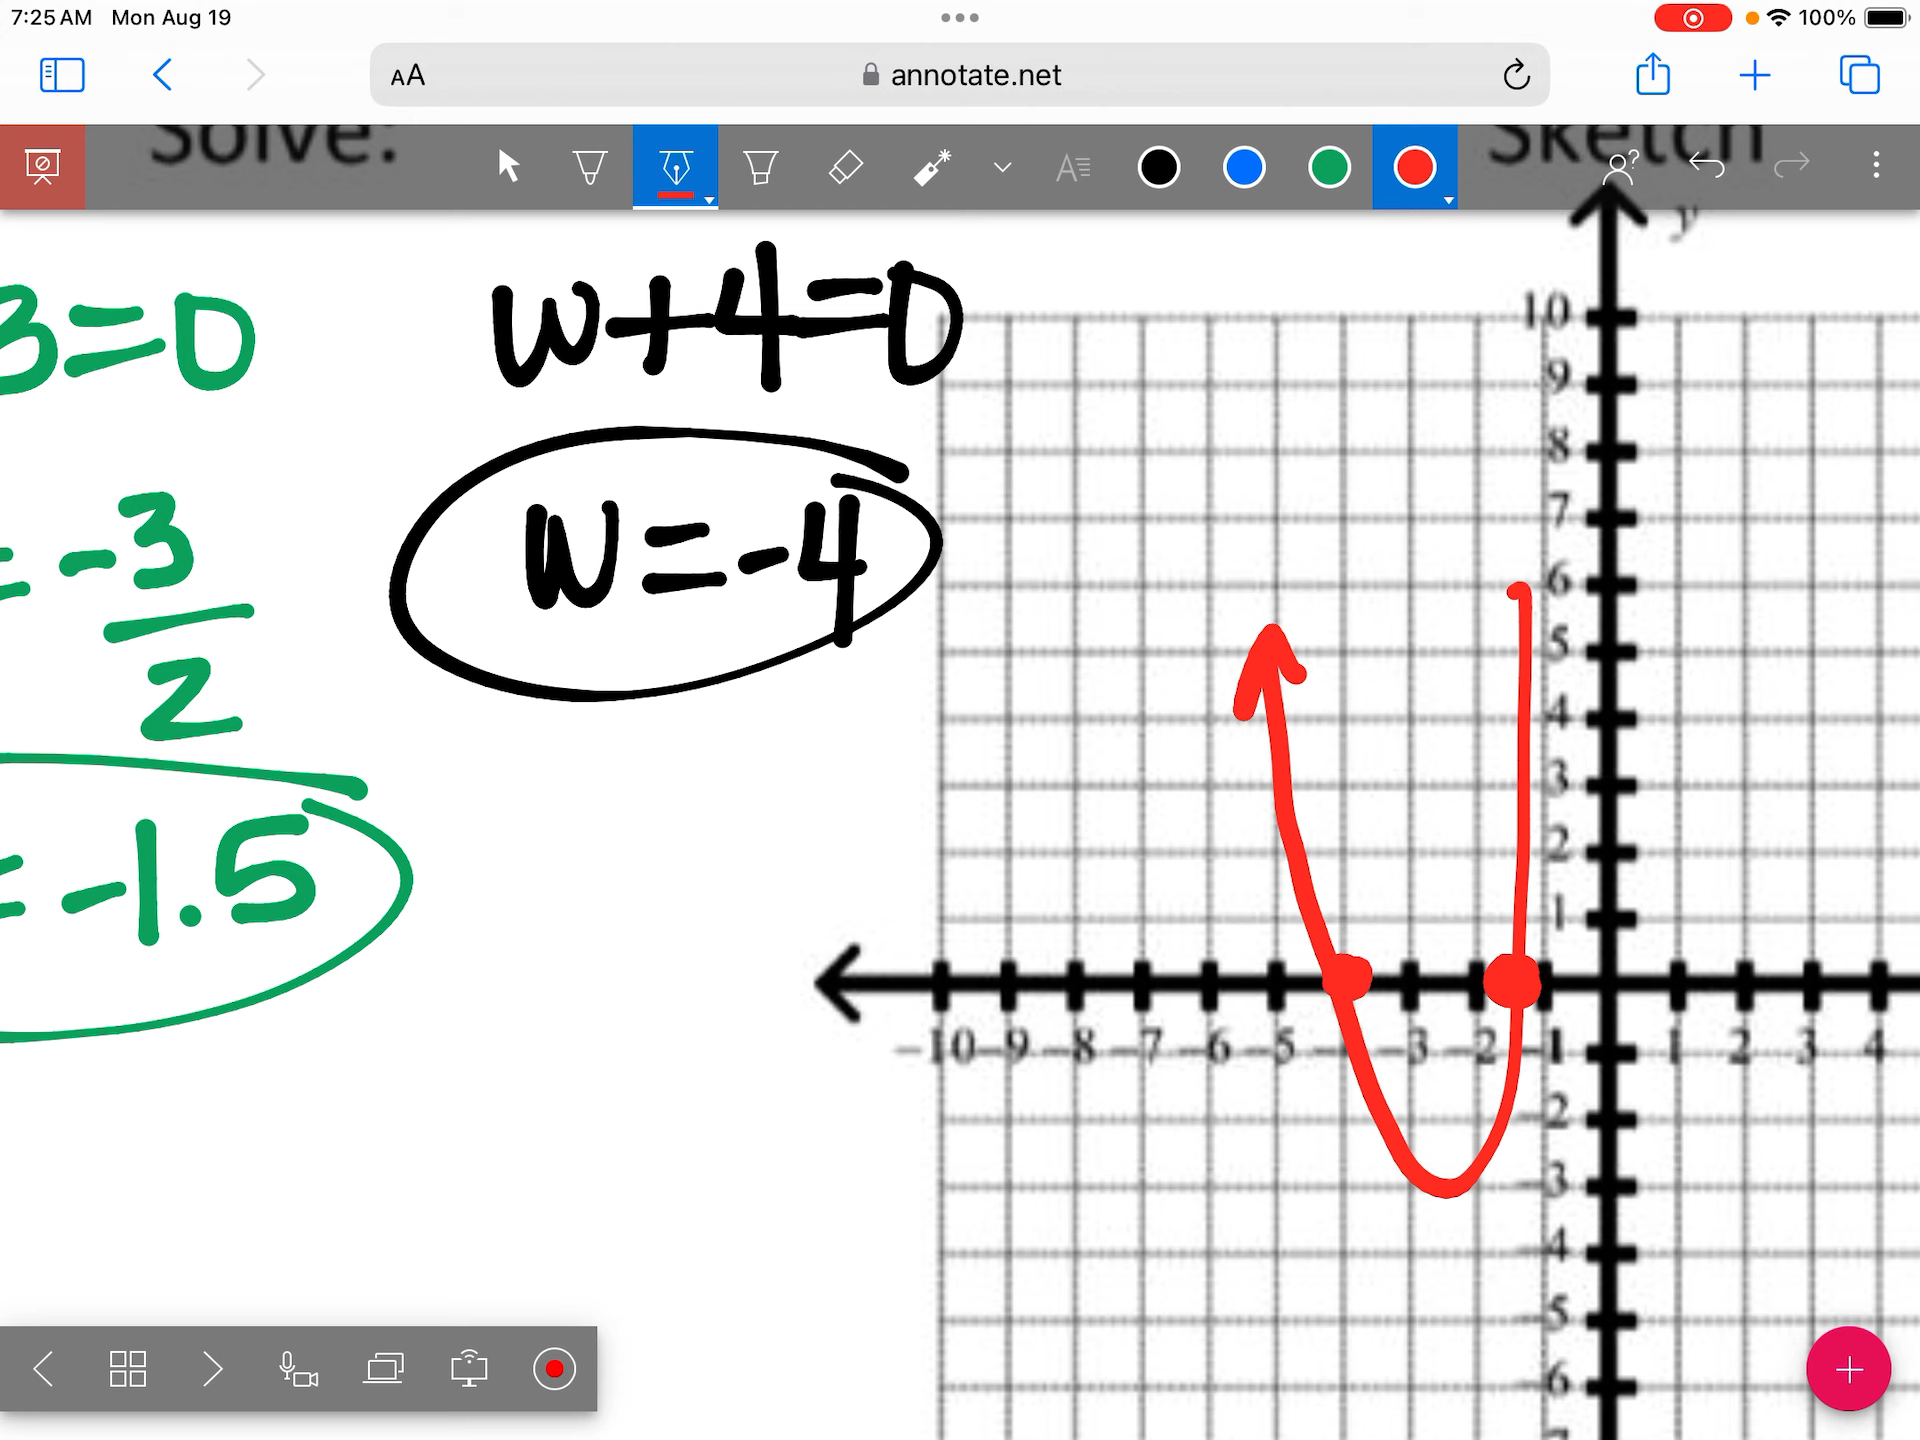 7:25 AM Mon Aug 19
100%
AA annotate.net
Solve: Sketch
y
3=0
w+4=0
= -3
2
w=-4
= -1.5
10
9
8
7
6
5
4
3
2
1
-10 -9 -8 -7 -6 -5 -3 -2 -1 1 2 3 4
-2
-3
-4
-5
-6